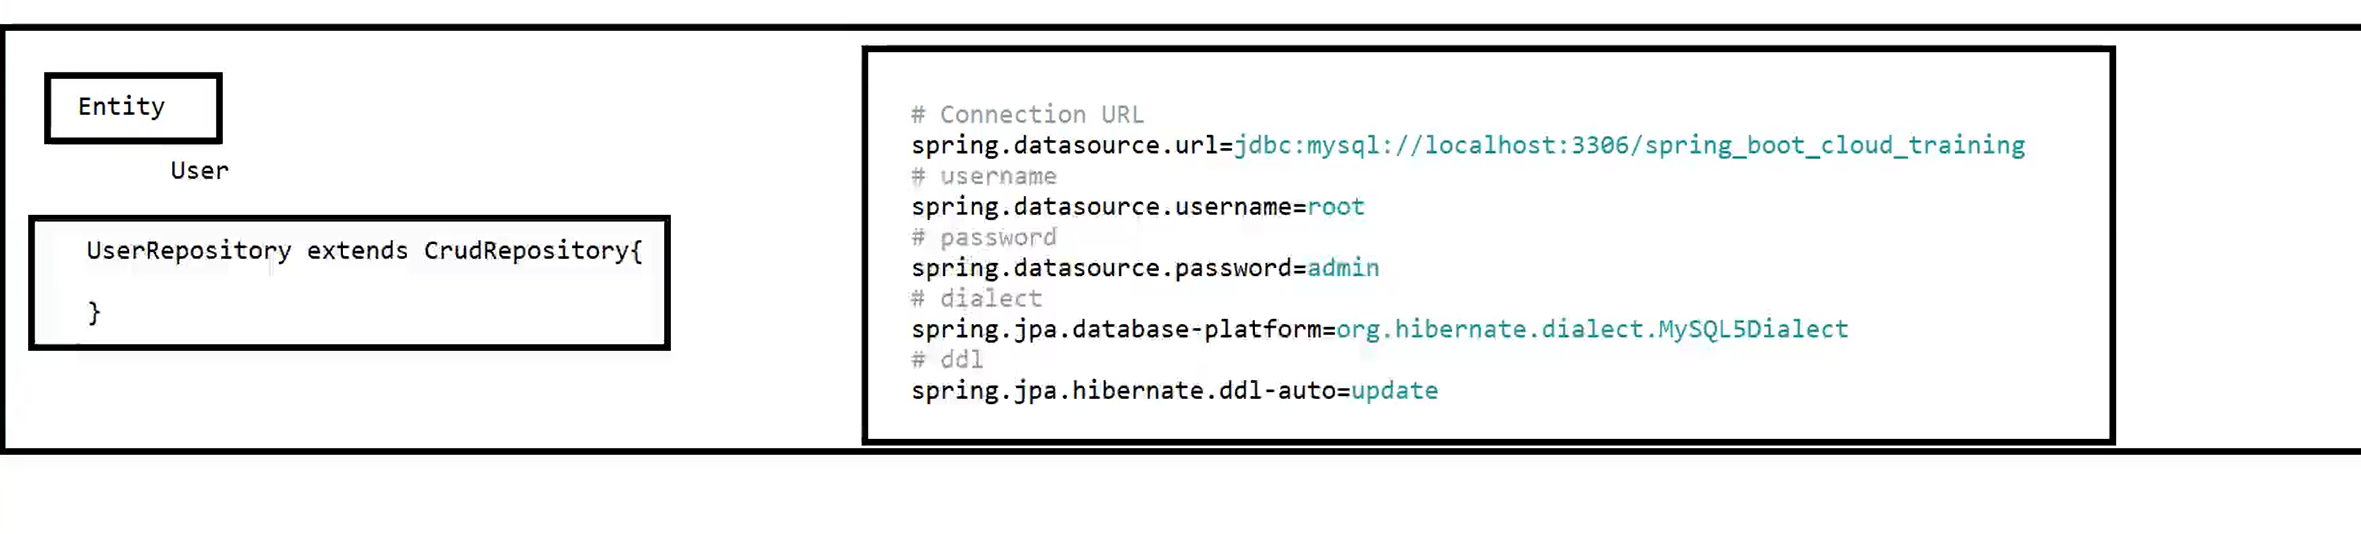 Entity
User
UserRepository extends CrudRepository{
}
# Connection URL
spring.datasource.url=jdbc:mysql://localhost:3306/spring_boot_cloud_training
# username
spring.datasource.username=root
# password
spring.datasource.password=admin
# dialect
spring.jpa.database-platform=org.hibernate.dialect.MySQL5Dialect
# ddl
spring.jpa.hibernate.ddl-auto=update